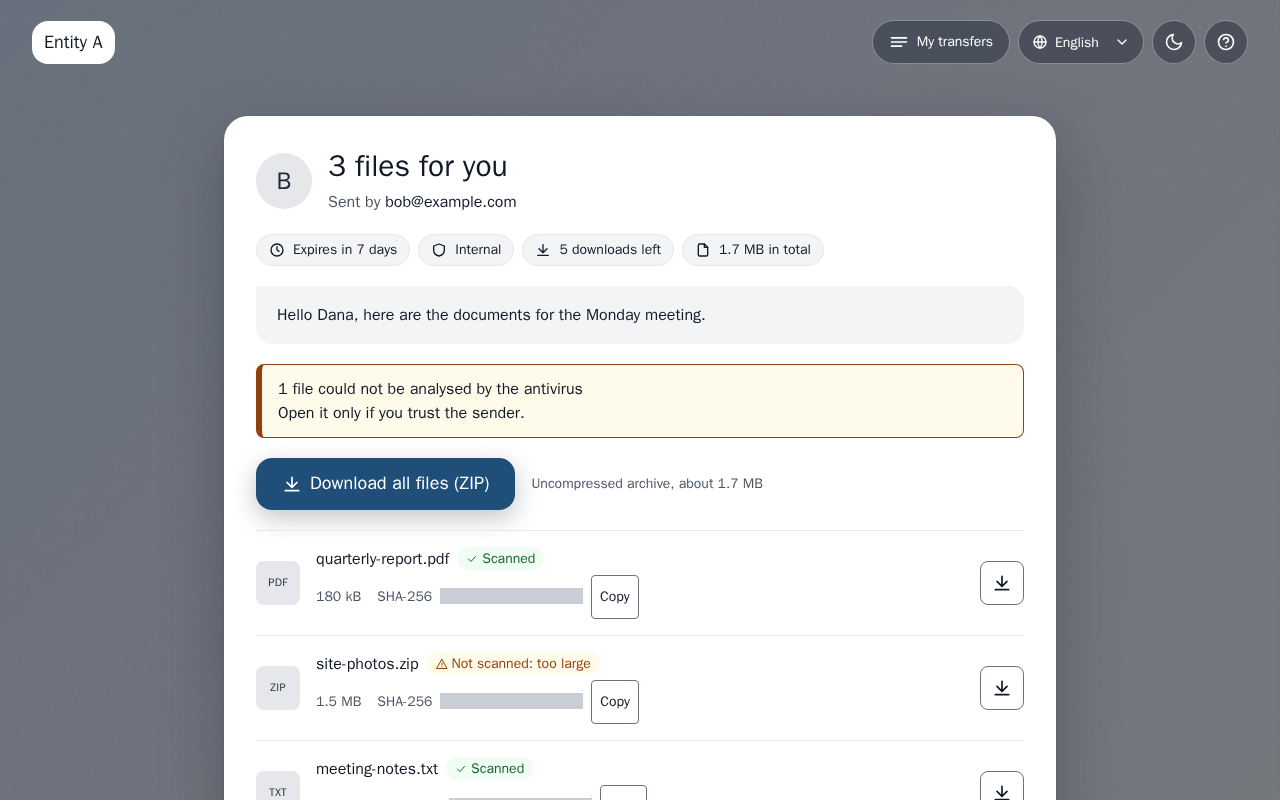 Entity A
My transfers
English
B
3 files for you
Sent by bob@example.com
Expires in 7 days
Internal
5 downloads left
1.7 MB in total
Hello Dana, here are the documents for the Monday meeting.
1 file could not be analysed by the antivirus
Open it only if you trust the sender.
Download all files (ZIP)
Uncompressed archive, about 1.7 MB
PDF
quarterly-report.pdf
Scanned
180 kB
SHA-256
Copy
ZIP
site-photos.zip
Not scanned: too large
1.5 MB
SHA-256
Copy
TXT
meeting-notes.txt
Scanned